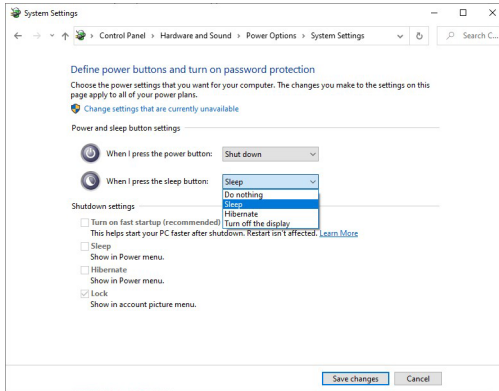 System Settings
Control Panel > Hardware and Sound > Power Options > System Settings
Search C...
Define power buttons and turn on password protection
Choose the power settings that you want for your computer. The changes you make to the settings on this
page apply to all of your power plans.
Change settings that are currently unavailable
Power and sleep button settings
When I press the power button: Shut down
When I press the sleep button: Sleep
Do nothing
Sleep
Hibernate
Turn off the display
Shutdown settings
Turn on fast startup (recommended)
This helps start your PC faster after shutdown. Restart isn't affected. Learn More
Sleep
Show in Power menu.
Hibernate
Show in Power menu.
Lock
Show in account picture menu.
Save changes Cancel